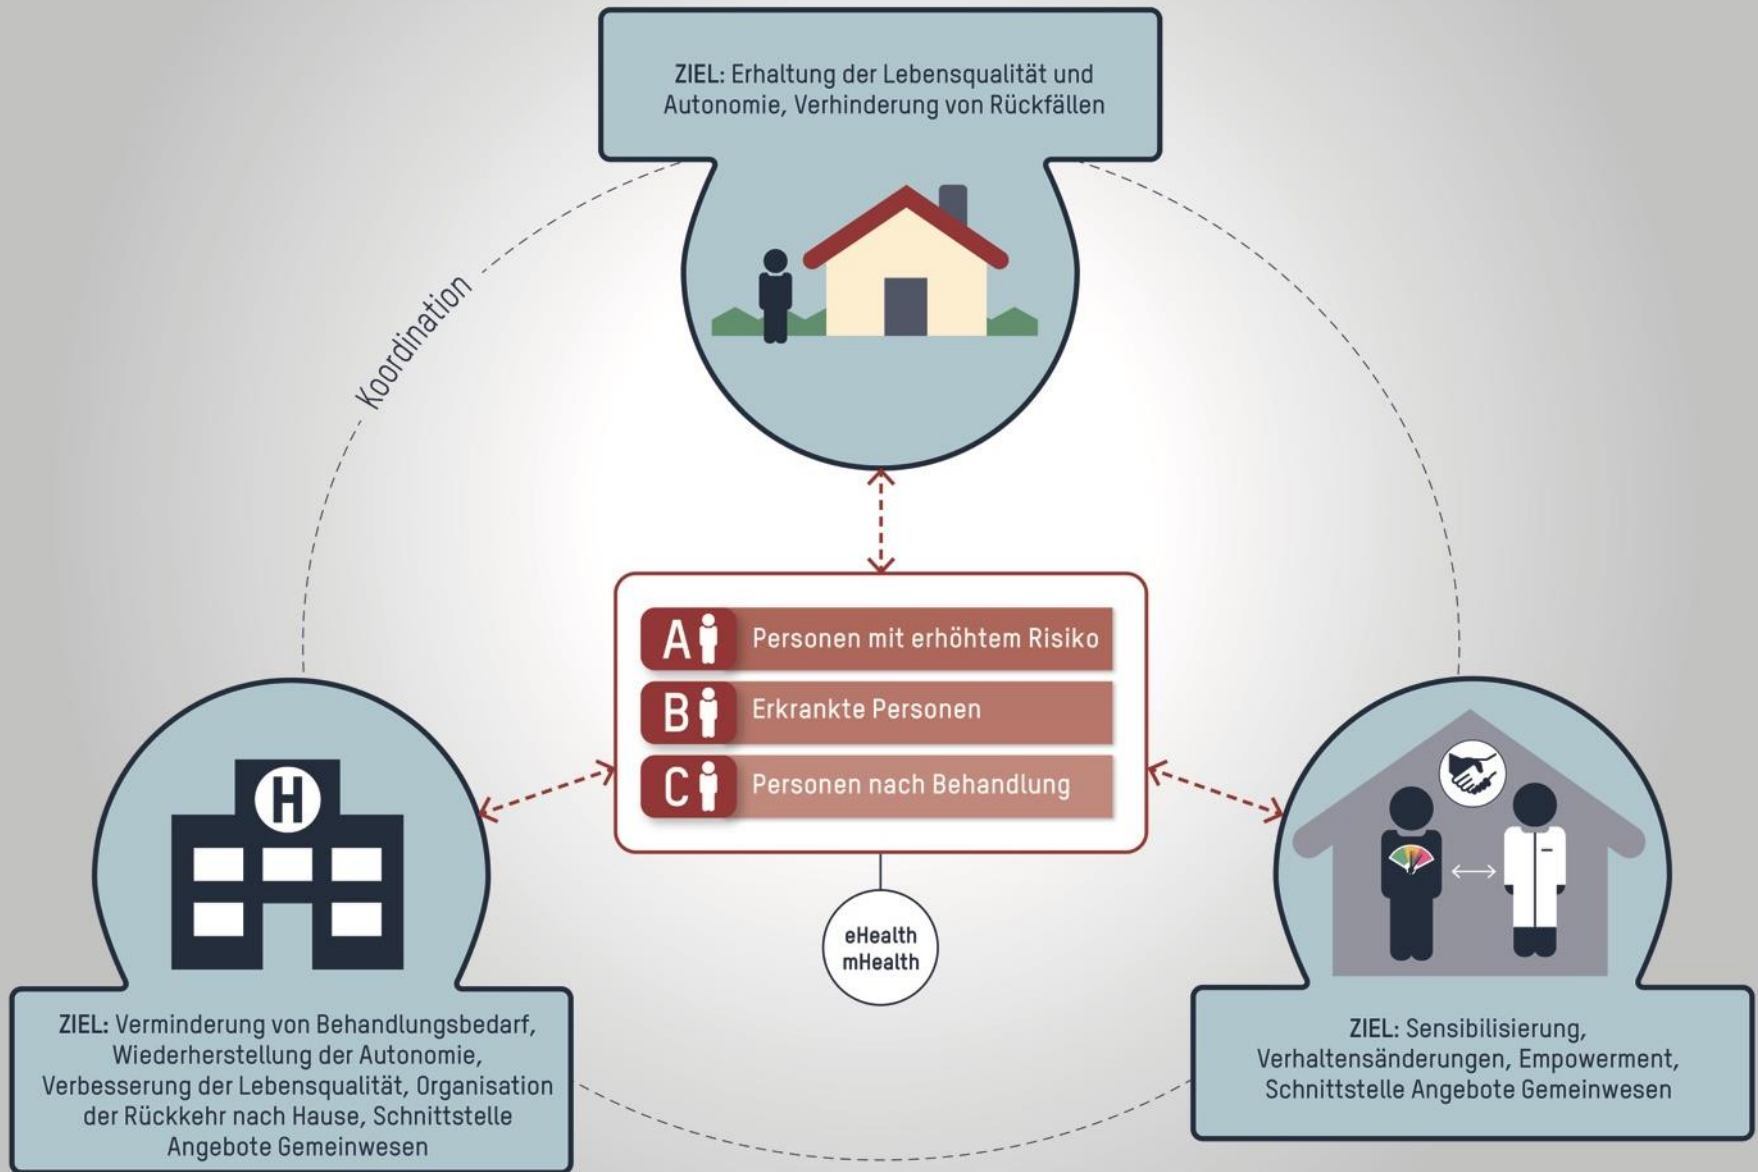 ZIEL: Erhaltung der Lebensqualität und
Autonomie, Verhinderung von Rückfällen
Koordination
A
Personen mit erhöhtem Risiko
B
Erkrankte Personen
C
Personen nach Behandlung
H
eHealth
mHealth
ZIEL: Verminderung von Behandlungsbedarf,
Wiederherstellung der Autonomie,
Verbesserung der Lebensqualität, Organisation
der Rückkehr nach Hause, Schnittstelle
Angebote Gemeinwesen
ZIEL: Sensibilisierung,
Verhaltensänderungen, Empowerment,
Schnittstelle Angebote Gemeinwesen